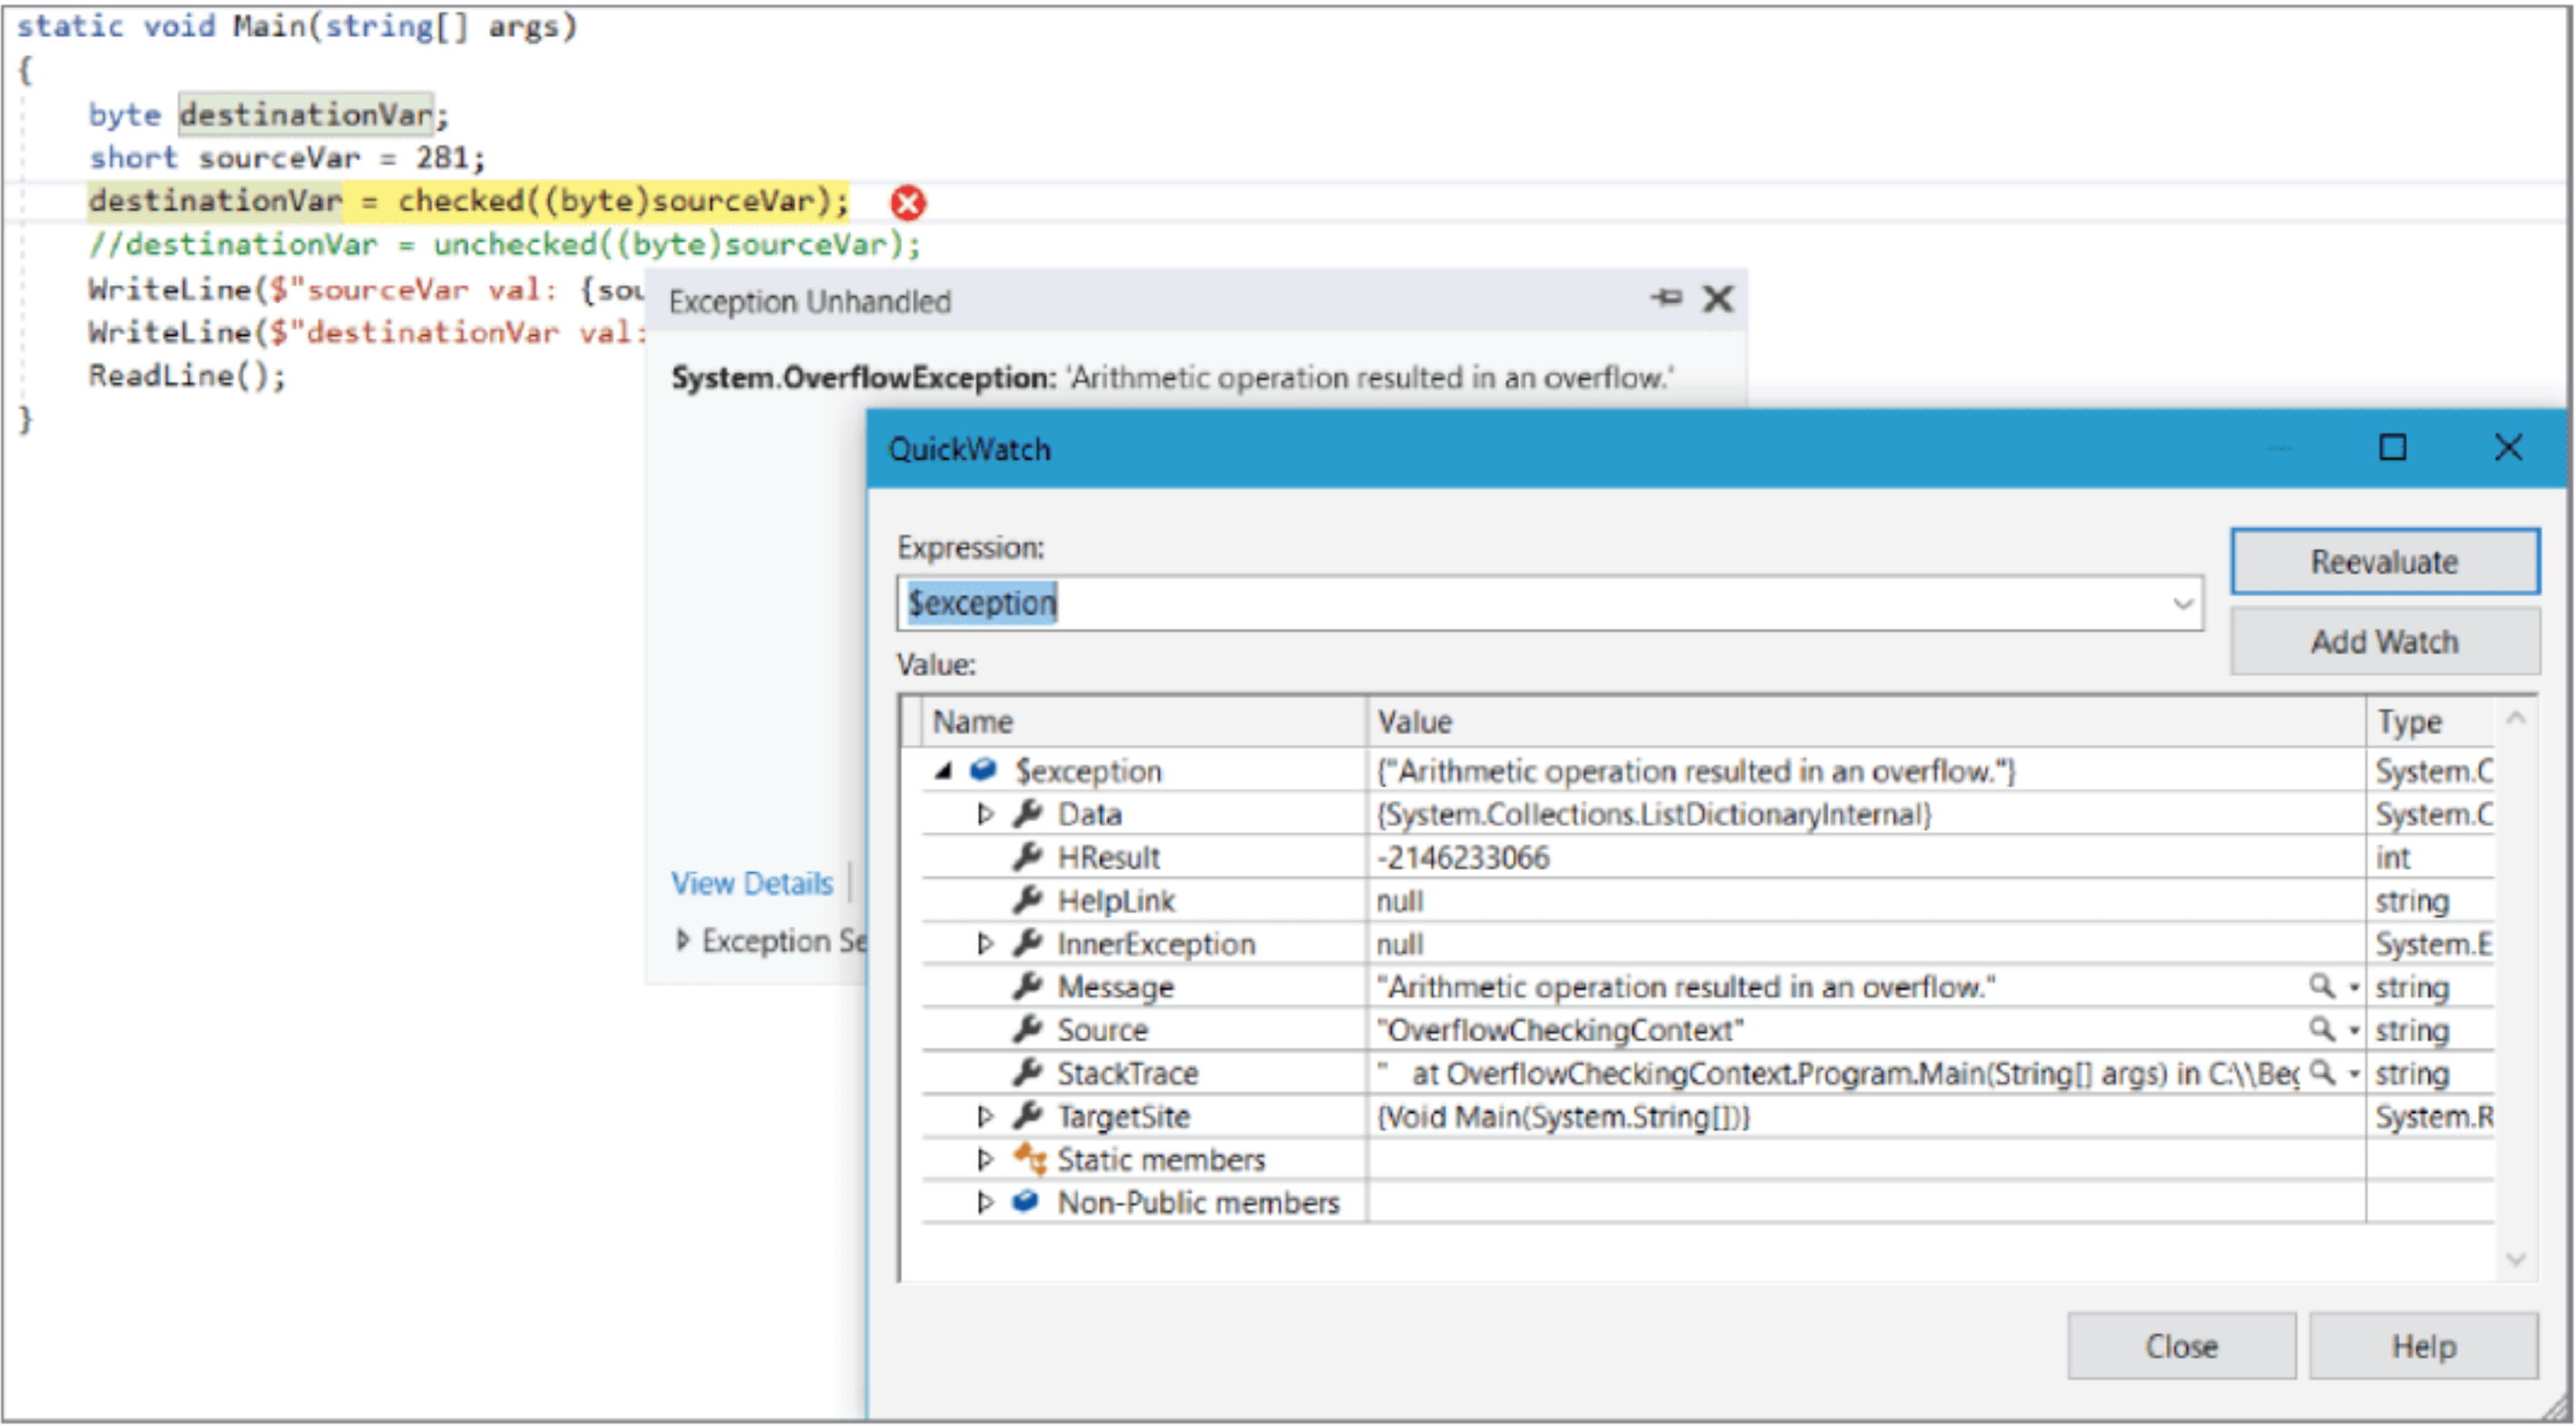 static void Main(string[] args)
{
byte destinationVar;
short sourceVar = 281;
destinationVar = checked((byte)sourceVar);
//destinationVar = unchecked((byte)sourceVar);
WriteLine($"sourceVar val: {sou
WriteLine($"destinationVar val:
ReadLine();
}
Exception Unhandled
System.OverflowException: 'Arithmetic operation resulted in an overflow.'
View Details
Exception Se
QuickWatch
Expression:
$exception
Reevaluate
Add Watch
Value:
Name Value Type
$exception {"Arithmetic operation resulted in an overflow."} System.C
Data {System.Collections.ListDictionaryInternal} System.C
HResult -2146233066 int
HelpLink null string
InnerException null System.E
Message "Arithmetic operation resulted in an overflow." string
Source "OverflowCheckingContext" string
StackTrace "   at OverflowCheckingContext.Program.Main(String[] args) in C:\\Beg string
TargetSite {Void Main(System.String[])} System.R
Static members
Non-Public members
Close Help